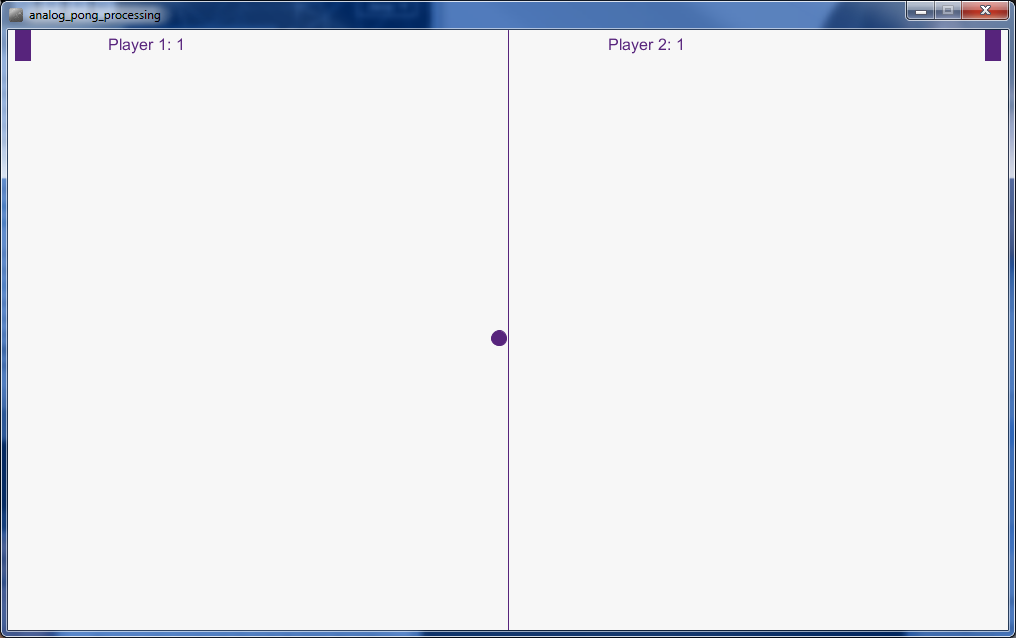 analog_pong_processing
Player 1: 1
Player 2: 1